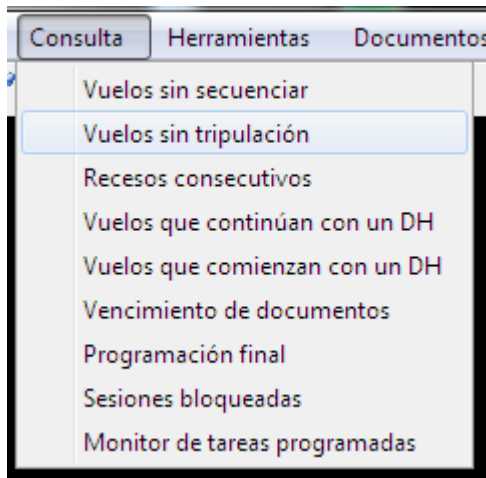 Consulta Herramientas Documentos
Vuelos sin secuenciar
Vuelos sin tripulación
Recesos consecutivos
Vuelos que continúan con un DH
Vuelos que comienzan con un DH
Vencimiento de documentos
Programación final
Sesiones bloqueadas
Monitor de tareas programadas